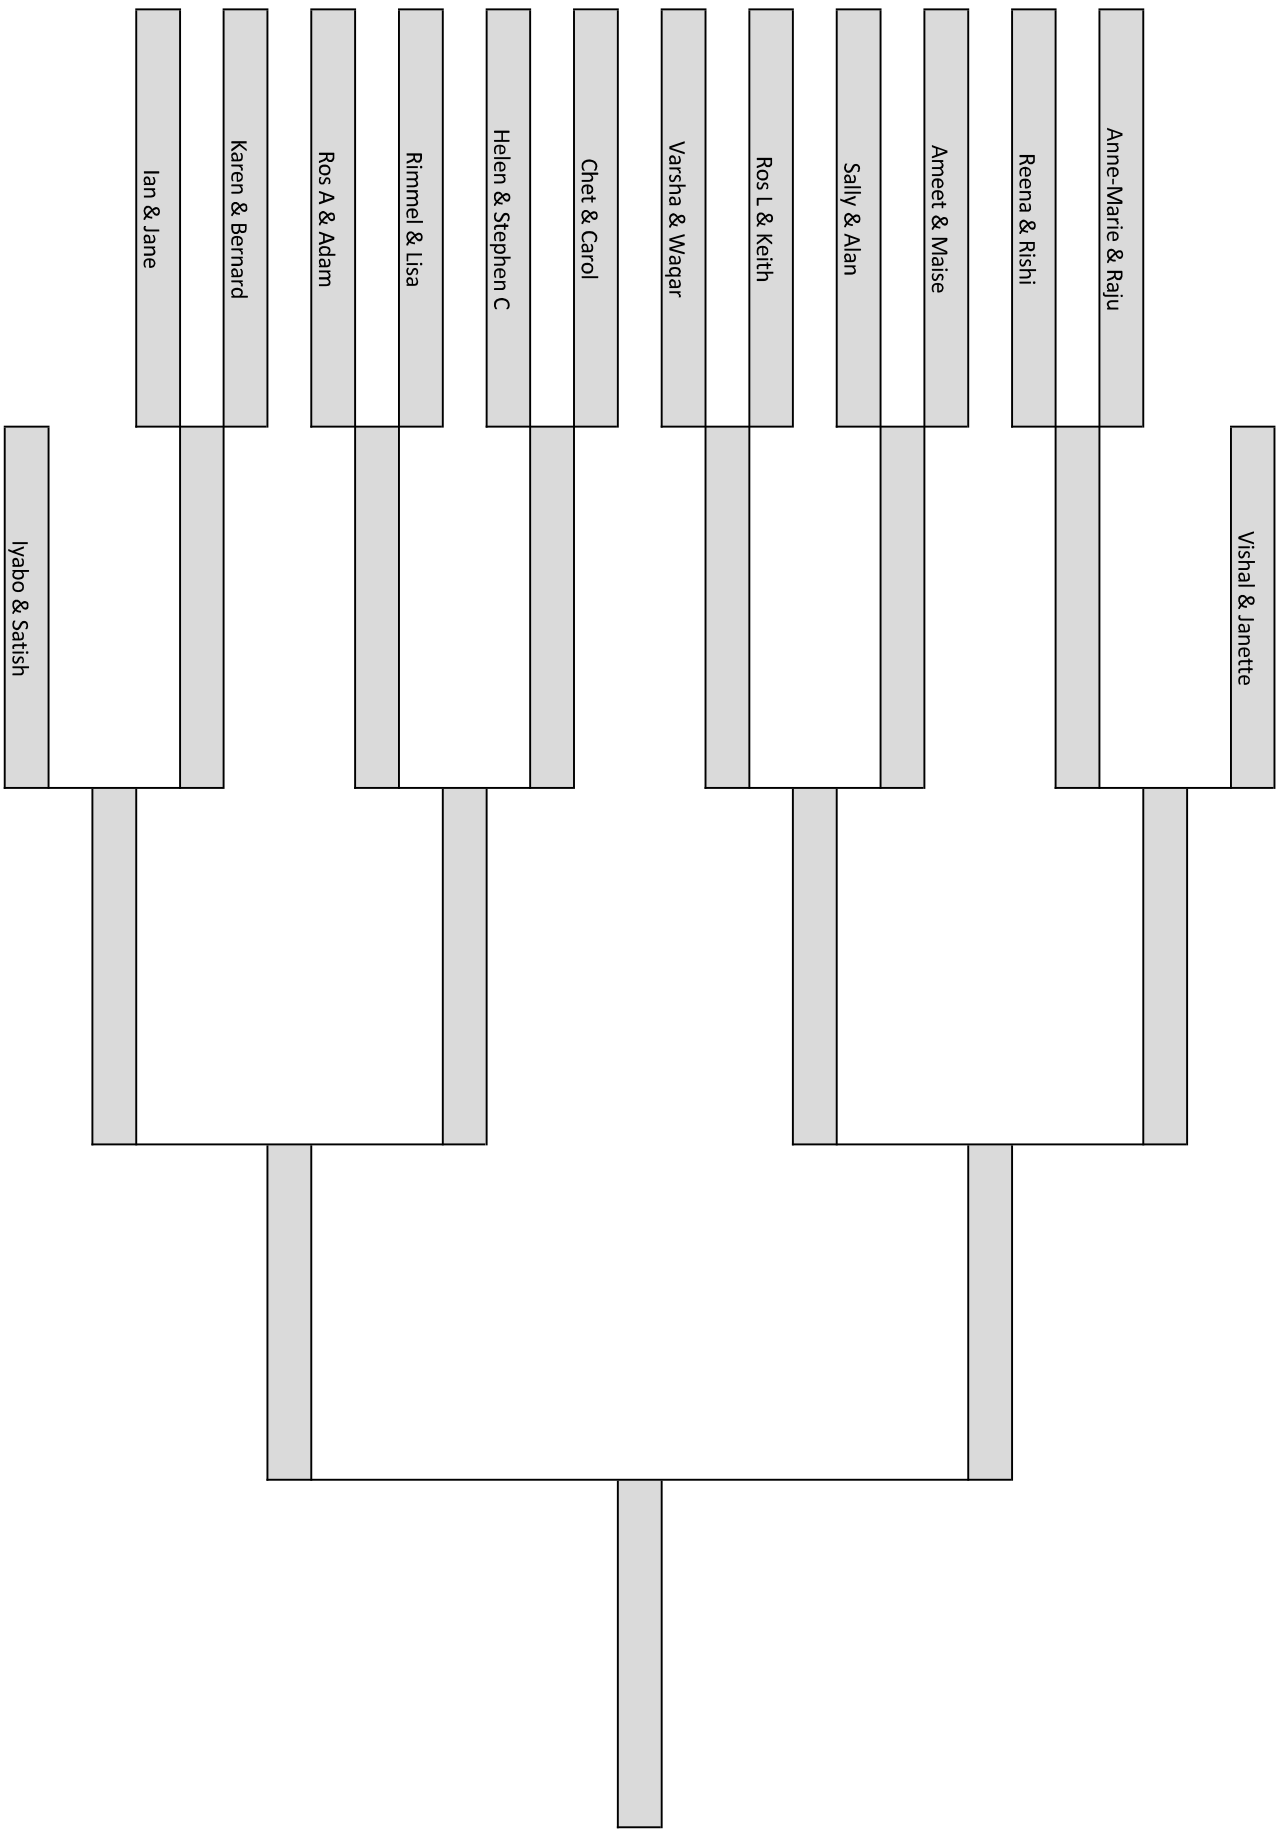 Vishal & Janette
Anne-Marie & Raju
Reena & Rishi
Ameet & Maise
Sally & Alan
Ros L & Keith
Varsha & Waqar
Chet & Carol
Helen & Stephen C
Rimmel & Lisa
Ros A & Adam
Karen & Bernard
Ian & Jane
Iyabo & Satish